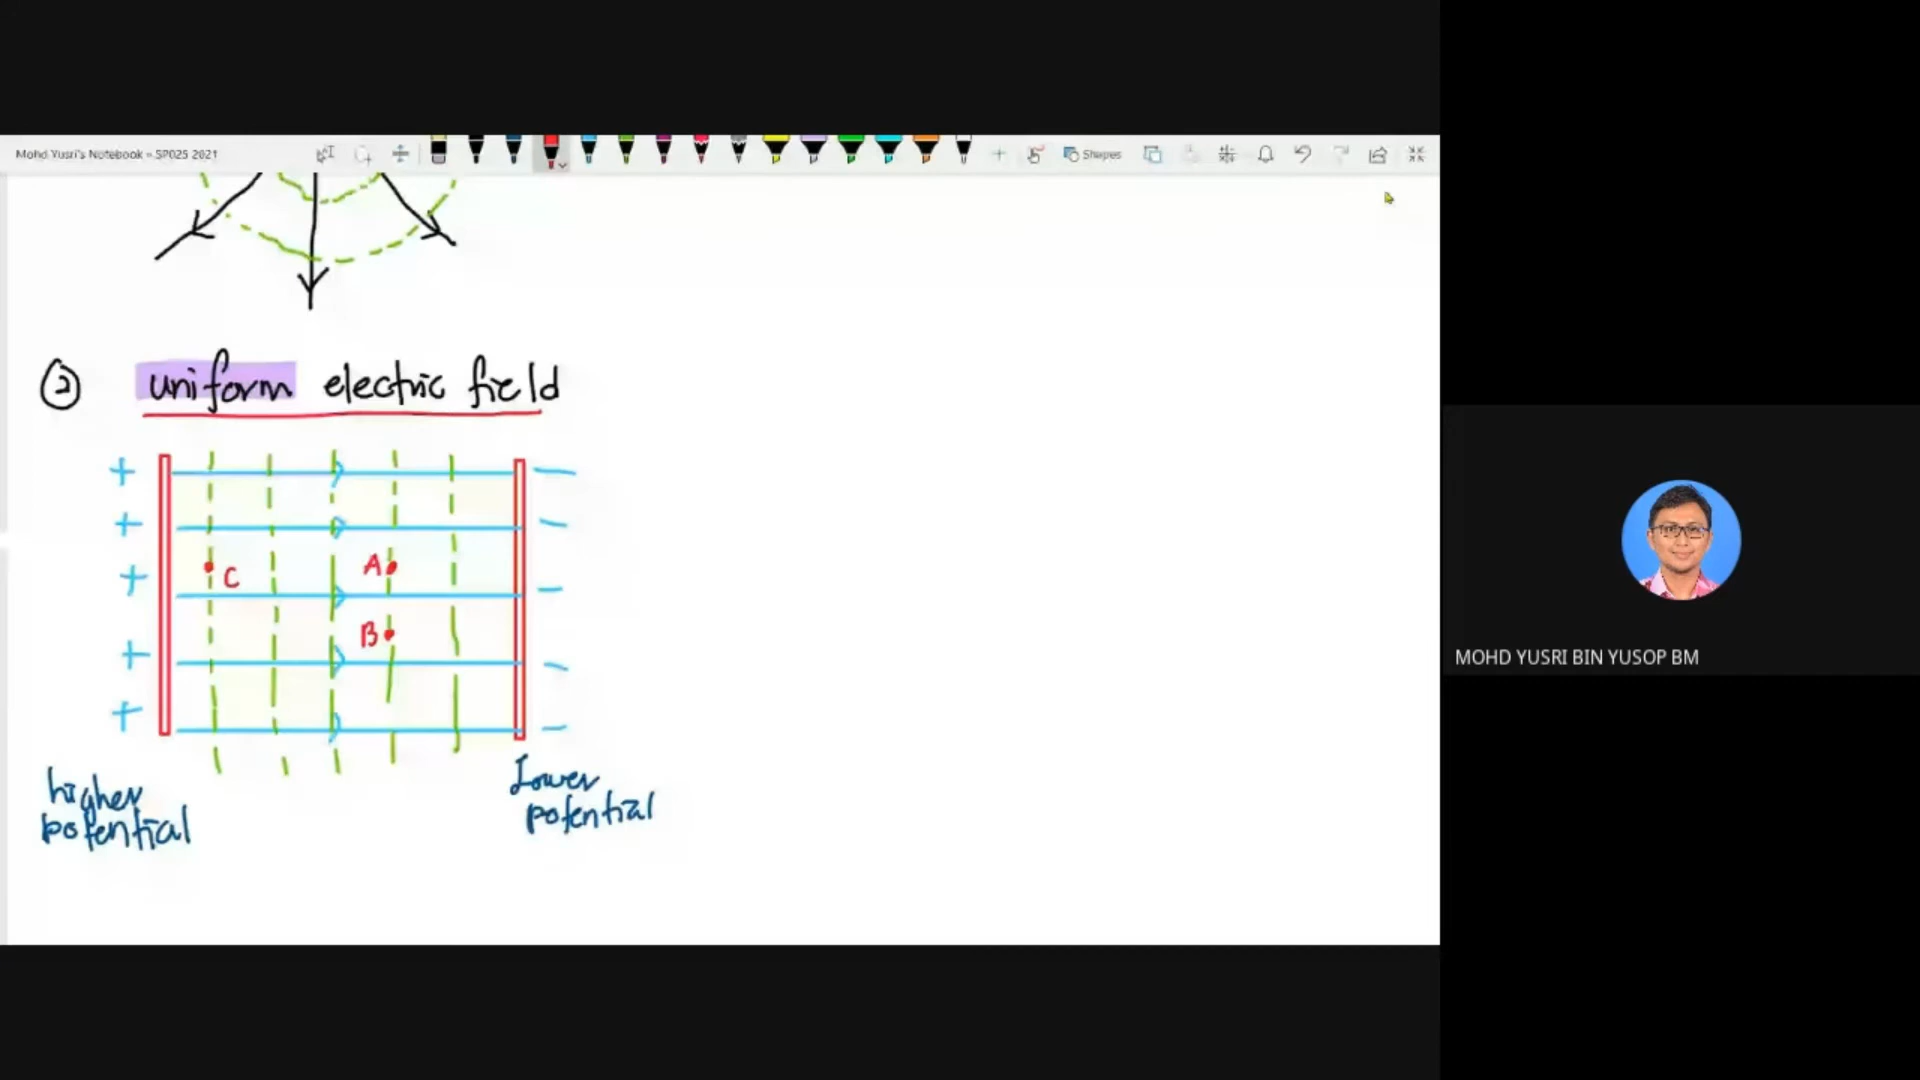 Mohd Yusri's Notebook – SP025 2021
Shapes
② uniform electric field
+ −
+ −
C A
+ −
B
+ −
+ −
higher potential
Lower potential
MOHD YUSRI BIN YUSOP BM